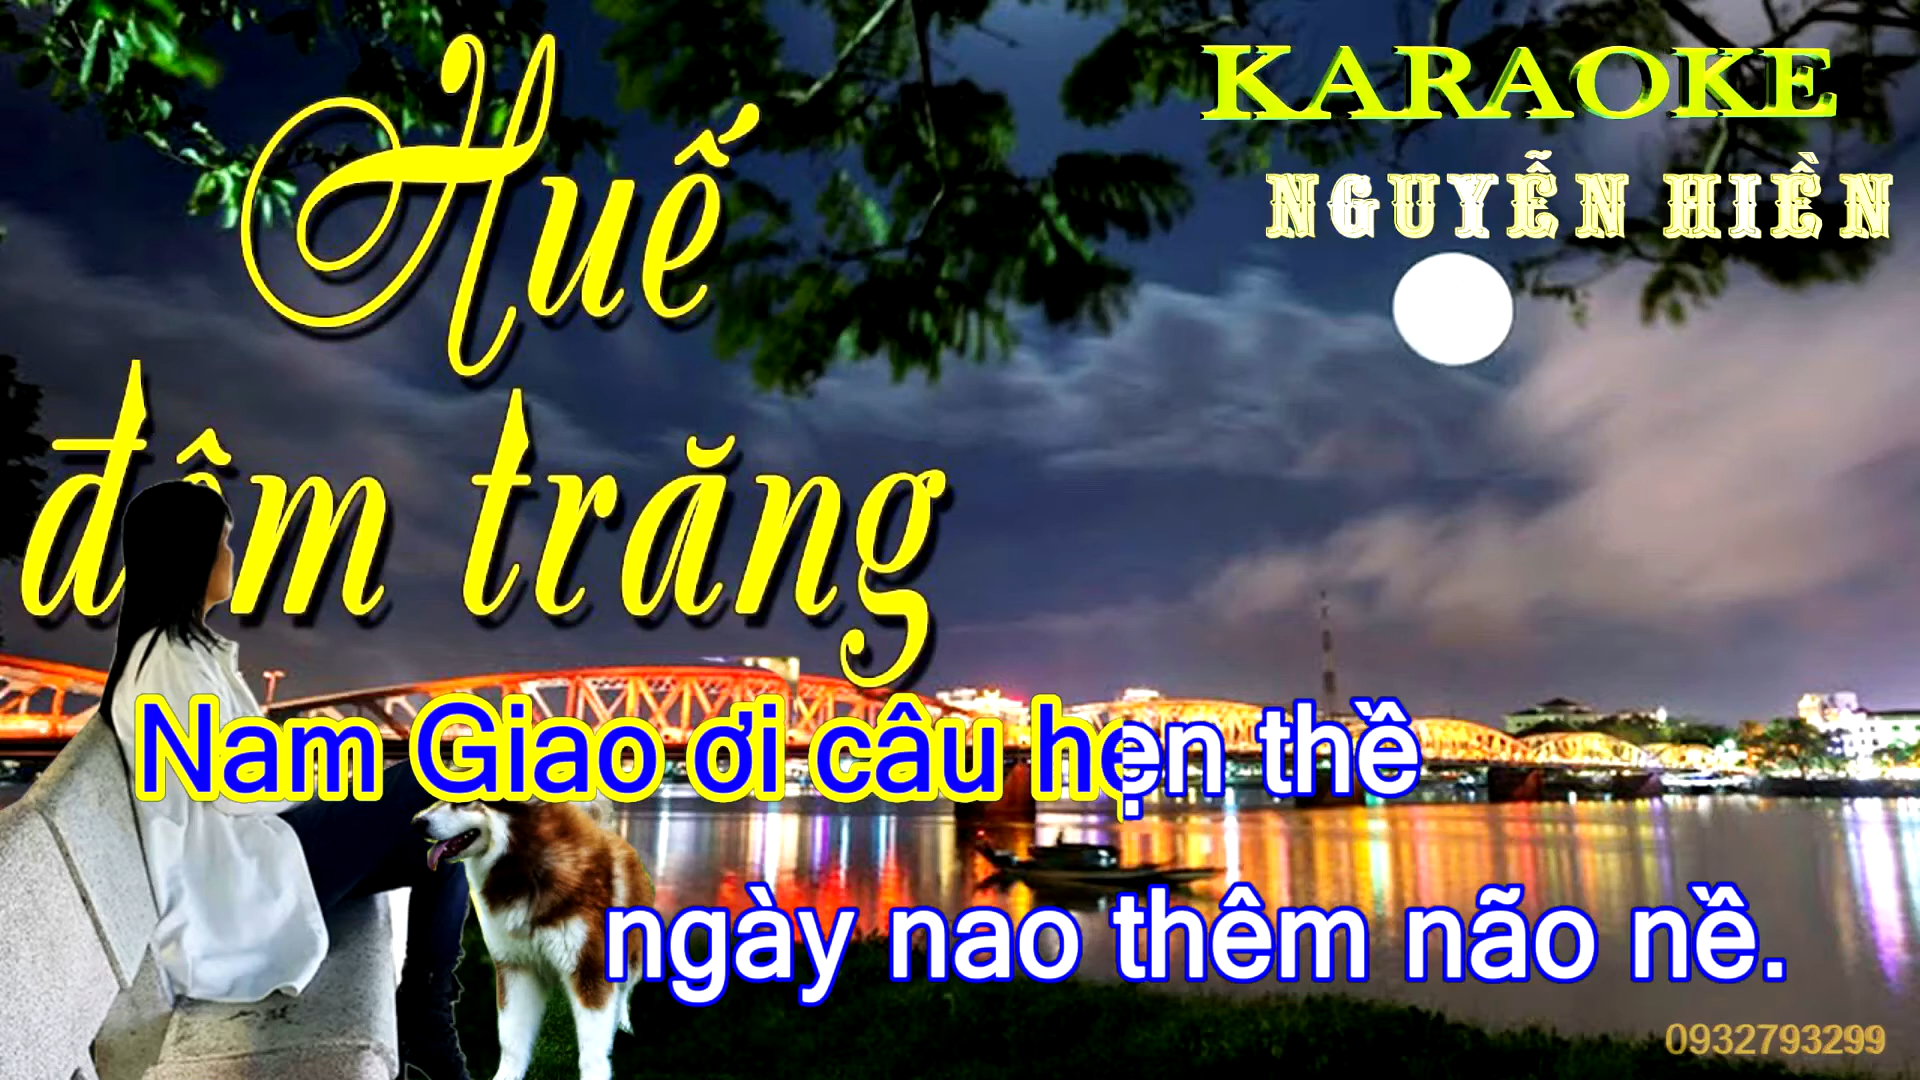 Huế
đêm trăng
KARAOKE
NGUYỄN HIỀN
Nam Giao ơi câu hẹn thề
ngày nao thêm não nề.
0932793299